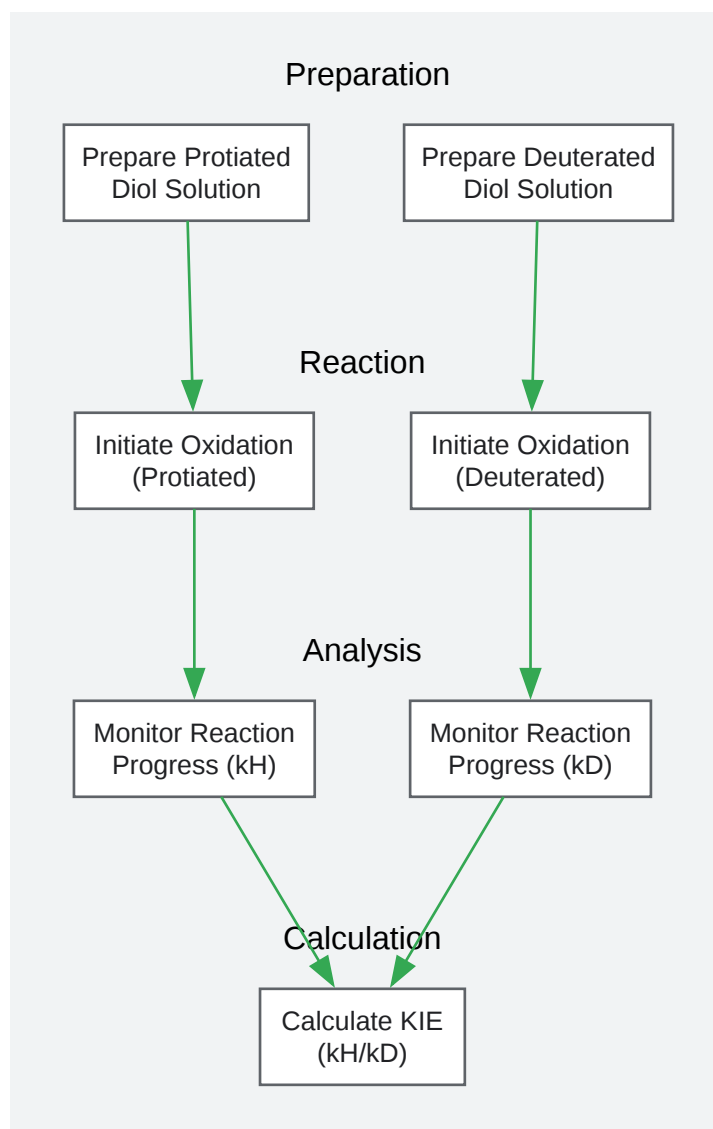 Preparation
Prepare Protiated
Diol Solution
Prepare Deuterated
Diol Solution
Reaction
Initiate Oxidation
(Protiated)
Initiate Oxidation
(Deuterated)
Analysis
Monitor Reaction
Progress (kH)
Monitor Reaction
Progress (kD)
Calculation
Calculate KIE
(kH/kD)